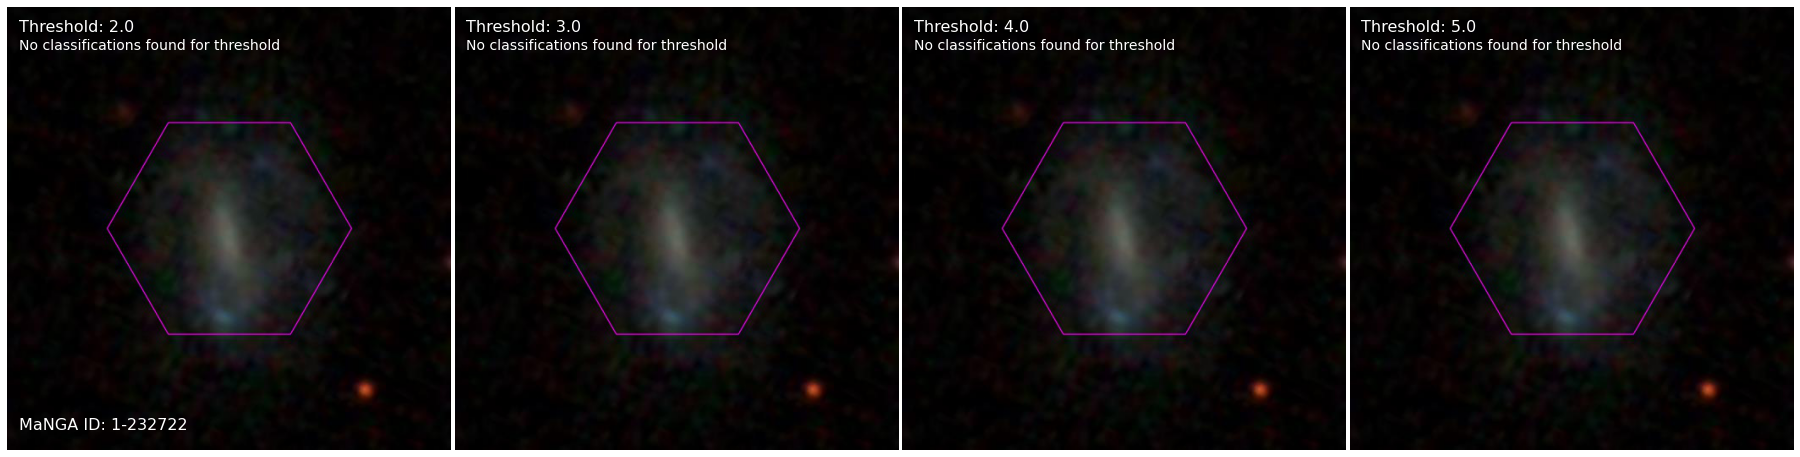 Threshold: 2.0
No classifications found for threshold
MaNGA ID: 1-232722
Threshold: 3.0
No classifications found for threshold
Threshold: 4.0
No classifications found for threshold
Threshold: 5.0
No classifications found for threshold